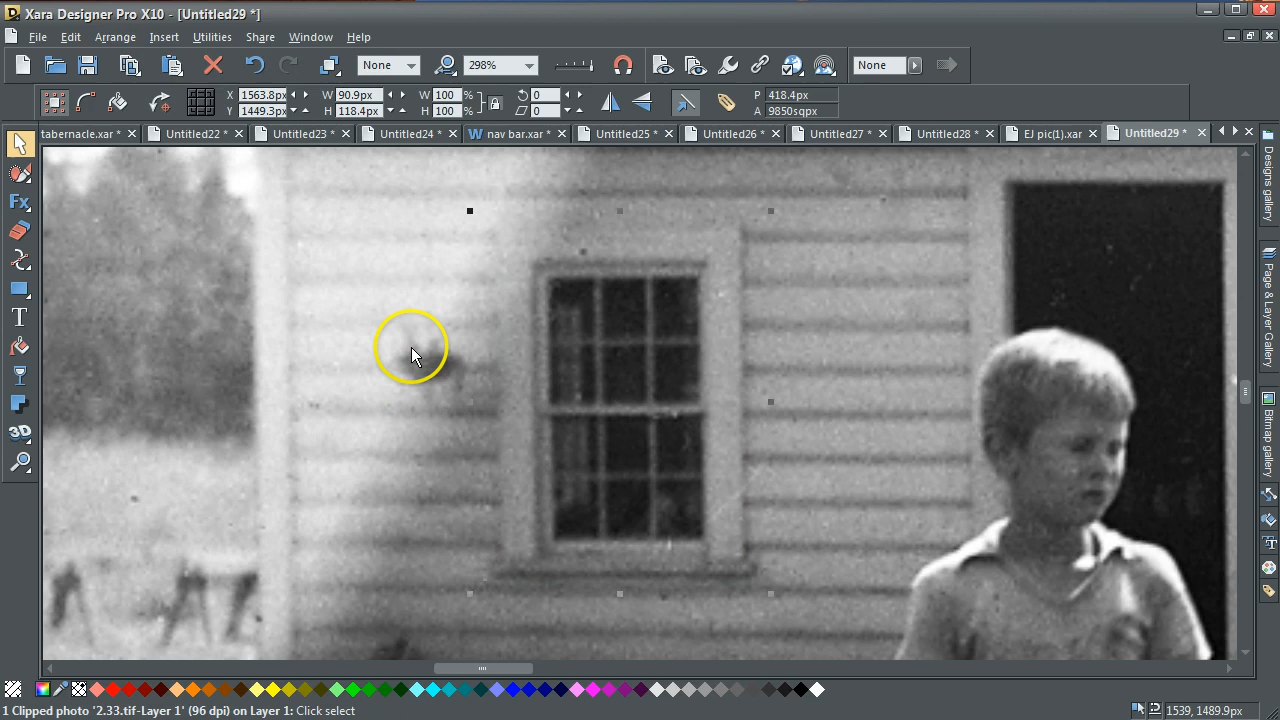 Xara Designer Pro X10 - [Untitled29 *]
File Edit Arrange Insert Utilities Share Window Help
None 298% None
X 1563.8px W 90.9px W 100 % 0 P 418.4px
Y 1449.3px H 118.4px H 100 % 0 A 9850sqpx
tabernacle.xar * Untitled22 * Untitled23 * Untitled24 * nav bar.xar * Untitled25 * Untitled26 * Untitled27 * Untitled28 * EJ pic(1).xar Untitled29 *
Fx
T
3D
Designs gallery
Page & Layer gallery
Bitmap gallery
1 Clipped photo '2.33.tif-Layer 1' (96 dpi) on Layer 1: Click select 1539, 1489.9px